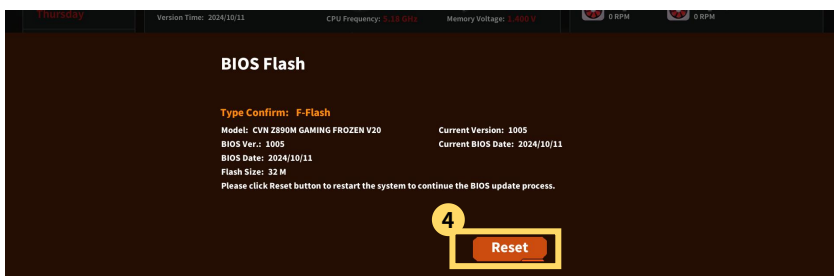 Thursday
Version Time: 2024/10/11
CPU Frequency: 5.18 GHz
Memory Voltage: 1.400 V
0 RPM
0 RPM
BIOS Flash
Type Confirm: F-Flash
Model: CVN Z890M GAMING FROZEN V20
Current Version: 1005
BIOS Ver.: 1005
Current BIOS Date: 2024/10/11
BIOS Date: 2024/10/11
Flash Size: 32 M
Please click Reset button to restart the system to continue the BIOS update process.
4
Reset